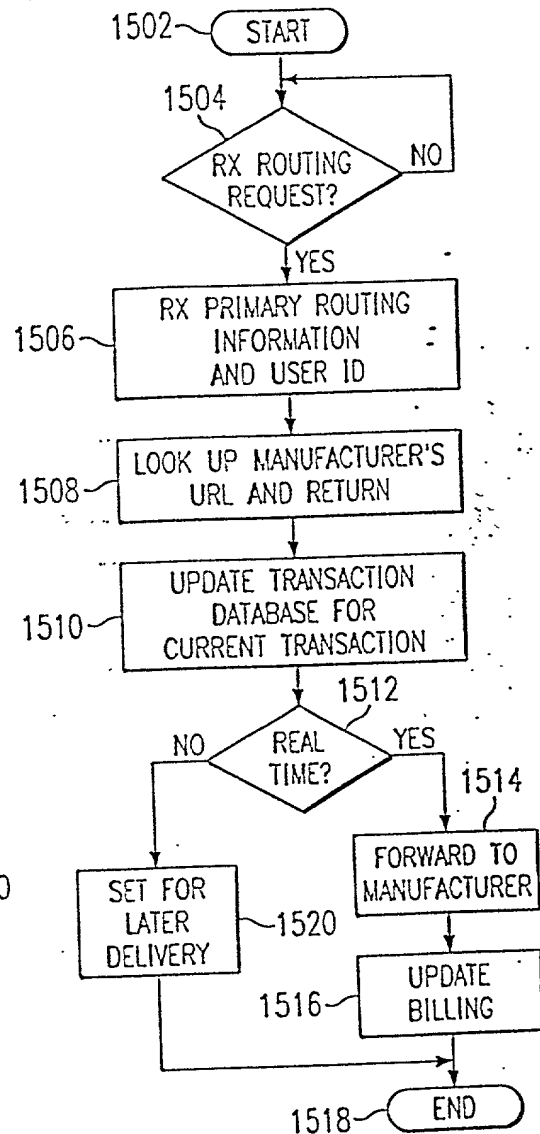 1502
START
1504
RX ROUTING
REQUEST?
NO
YES
1506
RX PRIMARY ROUTING
INFORMATION
AND USER ID
1508
LOOK UP MANUFACTURER'S
URL AND RETURN
1510
UPDATE TRANSACTION
DATABASE FOR
CURRENT TRANSACTION
1512
NO
REAL
TIME?
YES
1514
FORWARD TO
MANUFACTURER
SET FOR
LATER
DELIVERY
1520
1516
UPDATE
BILLING
1518
END